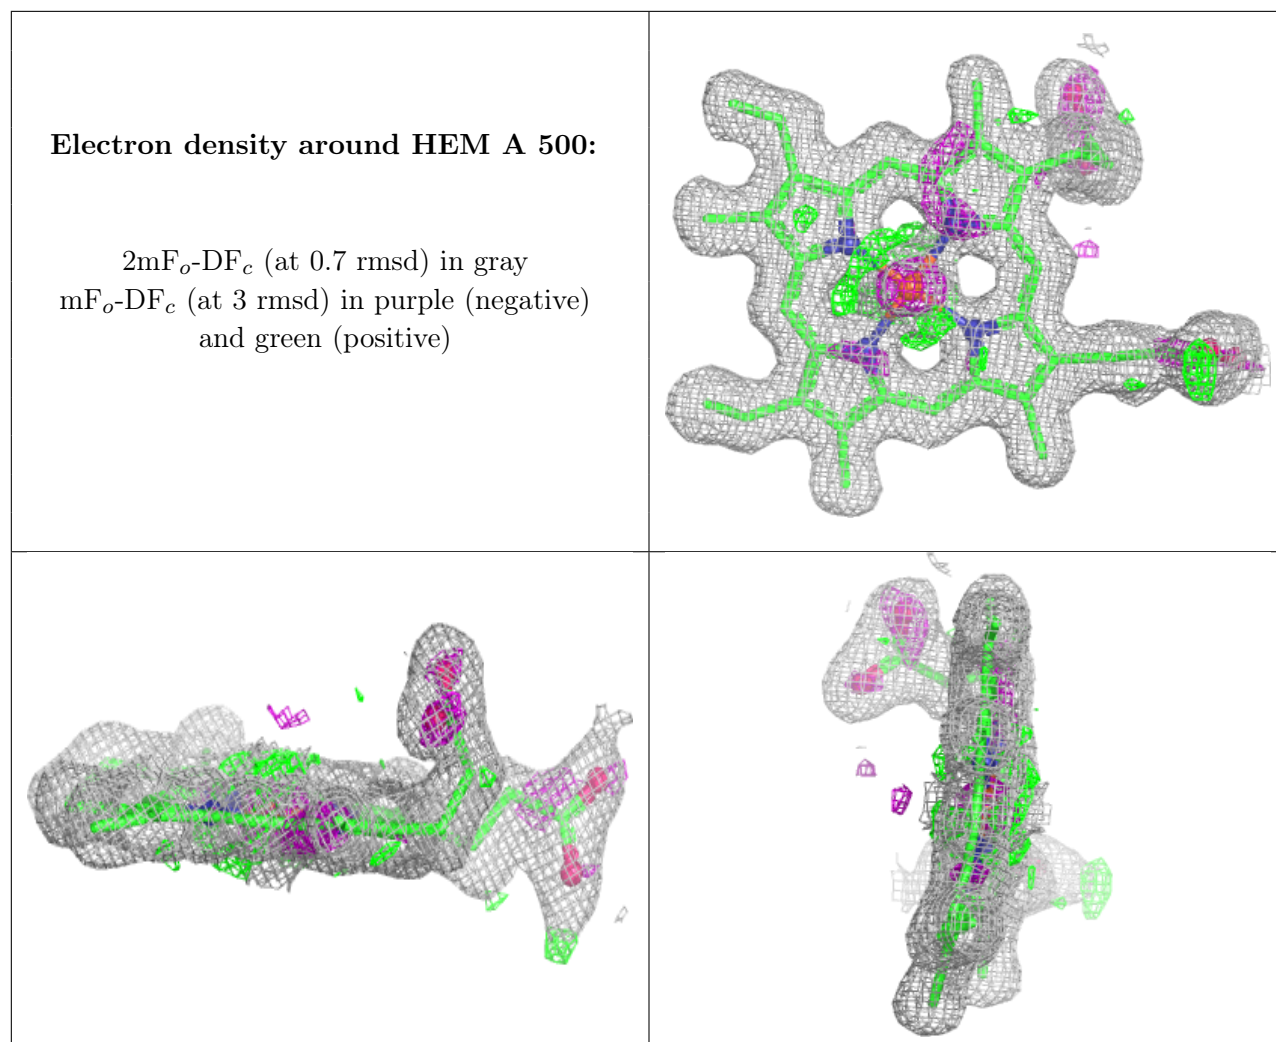 Electron density around HEM A 500:
2mFₒ-DF𝒸 (at 0.7 rmsd) in gray
mFₒ-DF𝒸 (at 3 rmsd) in purple (negative)
and green (positive)